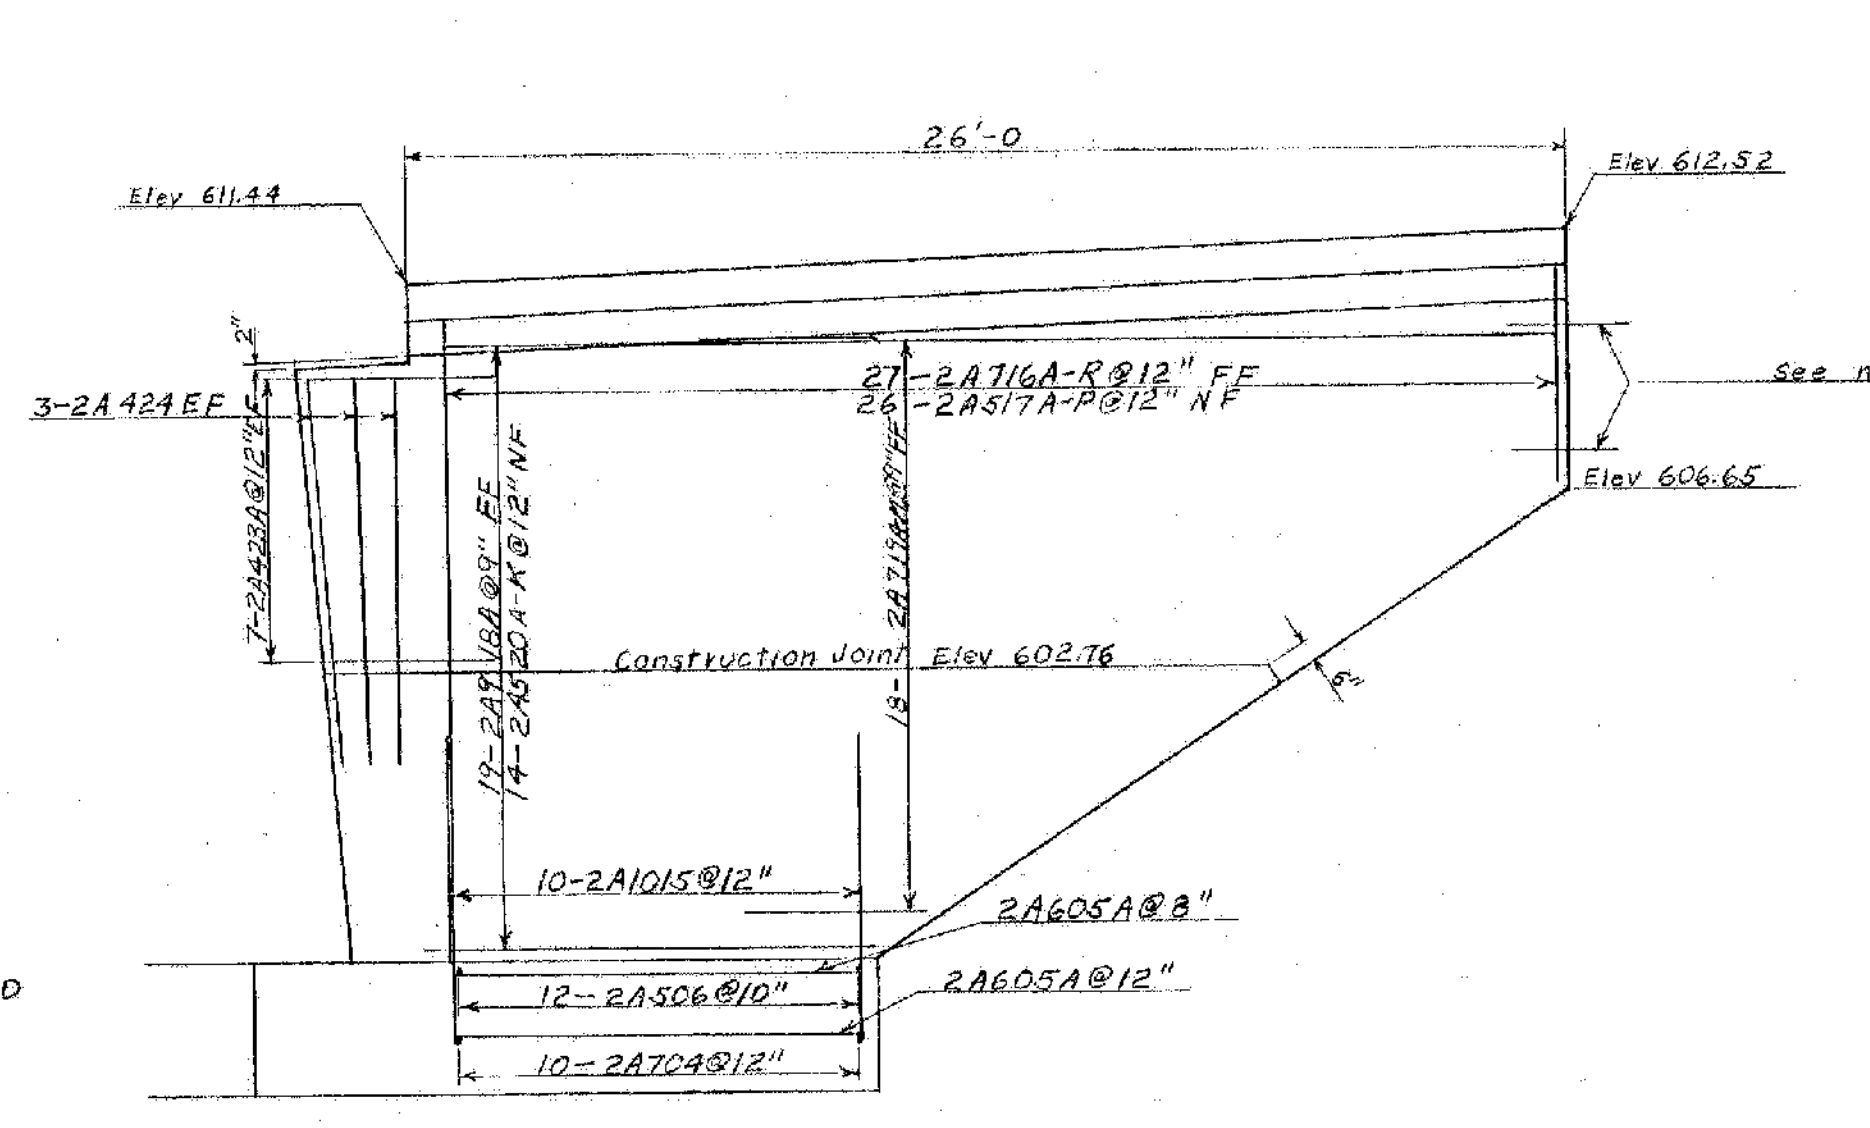 26'-0
Elev 612.52
Elev 611.44
2"
27-2A716A-R@12" FF
26-2A517A-P@12" NF
See
3-2A424EF
7-2A423A@12"EF
Elev 606.65
19-2A918A@9" FF
14-2A520A-K@12" NF
18-
Construction Joint Elev 602.76
6"
10-2A1015@12"
2A605A@8"
12-2A506@10"
2A605A@12"
10-2A704@12"
D